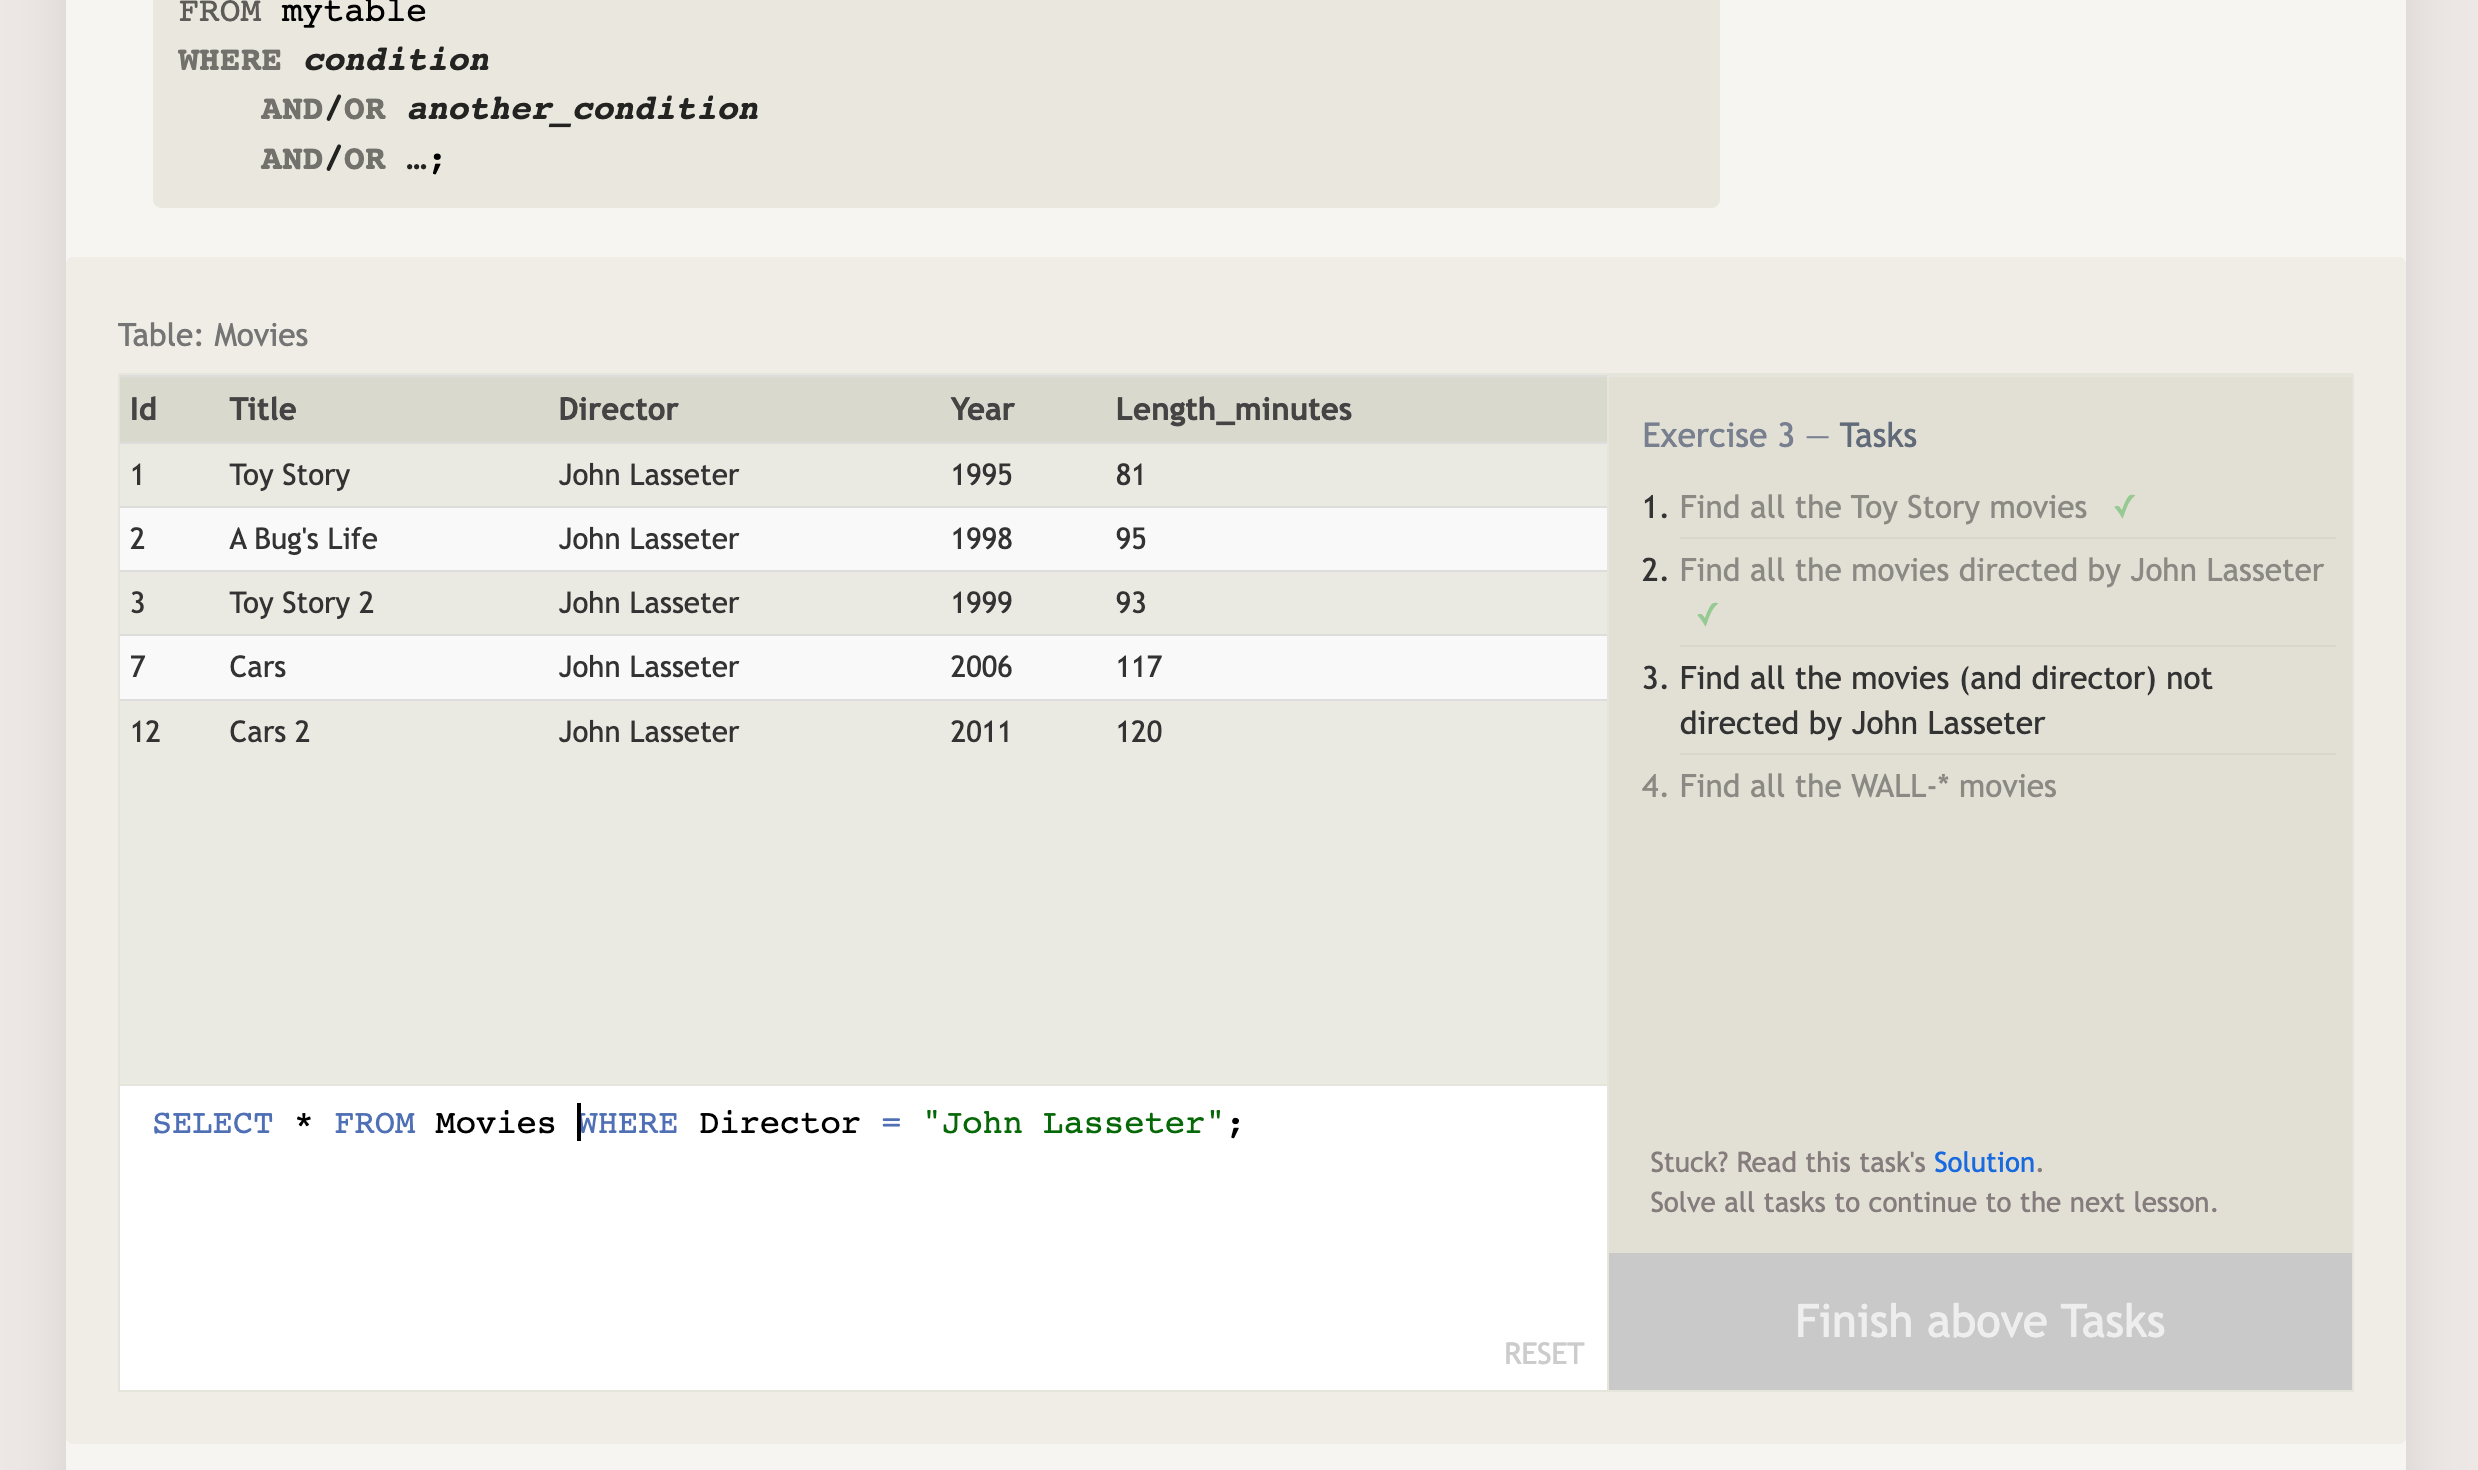 FROM mytable
WHERE condition
    AND/OR another_condition
    AND/OR …;
Table: Movies
Id Title Director Year Length_minutes
1 Toy Story John Lasseter 1995 81
2 A Bug's Life John Lasseter 1998 95
3 Toy Story 2 John Lasseter 1999 93
7 Cars John Lasseter 2006 117
12 Cars 2 John Lasseter 2011 120
SELECT * FROM Movies WHERE Director = "John Lasseter";
RESET
Exercise 3 — Tasks
1. Find all the Toy Story movies ✓
2. Find all the movies directed by John Lasseter
✓
3. Find all the movies (and director) not
directed by John Lasseter
4. Find all the WALL-* movies
Stuck? Read this task's Solution.
Solve all tasks to continue to the next lesson.
Finish above Tasks